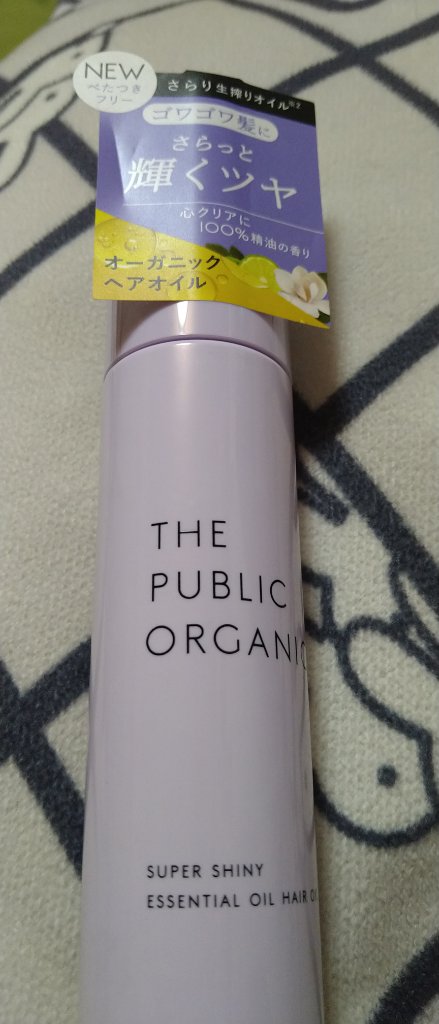 NEW
べたつき
フリー
さらり生搾りオイル※2
ゴワゴワ髪に
さらっと
輝くツヤ
心クリアに
100%精油の香り
オーガニック
ヘアオイル
THE
PUBLIC
ORGANIC
SUPER SHINY
ESSENTIAL OIL HAIR O